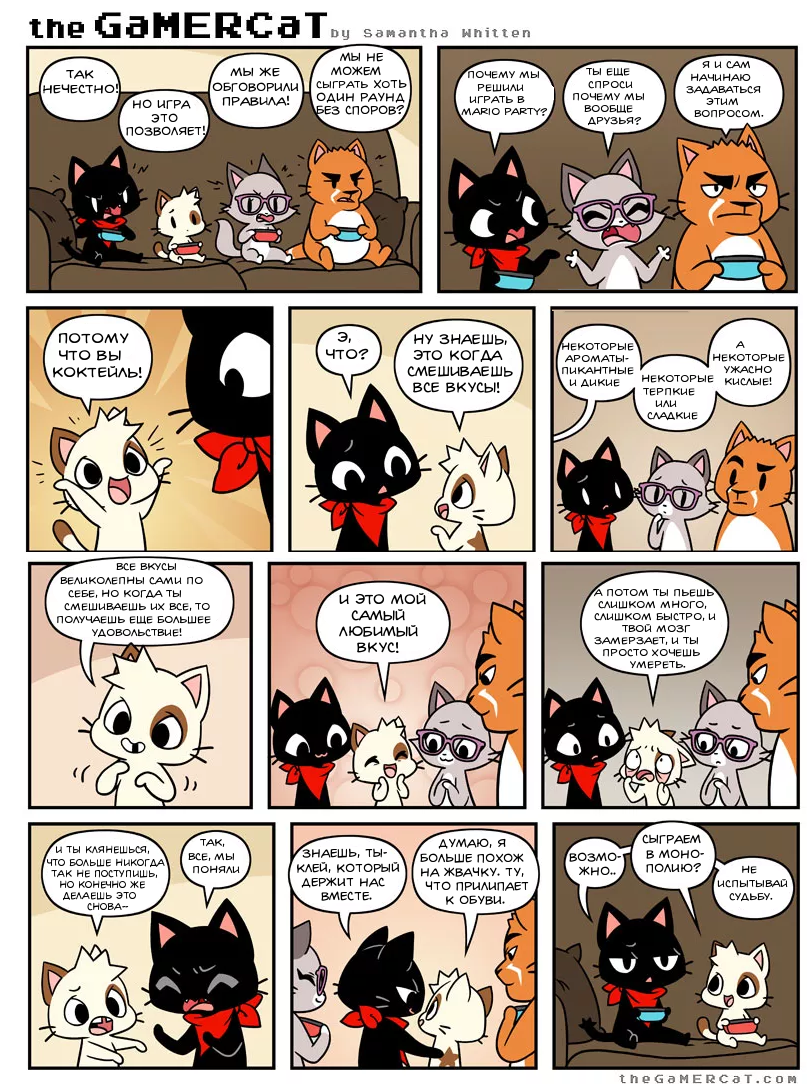 the GaMERCaT by Samantha Whitten
ТАК
НЕЧЕСТНО!
НО ИГРА
ЭТО
ПОЗВОЛЯЕТ!
МЫ ЖЕ
ОБГОВОРИЛИ
ПРАВИЛА!
МЫ НЕ
МОЖЕМ
СЫГРАТЬ ХОТЬ
ОДИН РАУНД
БЕЗ СПОРОВ?
ПОЧЕМУ МЫ
РЕШИЛИ
ИГРАТЬ В
MARIO PARTY?
ТЫ ЕЩЕ
СПРОСИ
ПОЧЕМУ МЫ
ВООБЩЕ
ДРУЗЬЯ?
Я И САМ
НАЧИНАЮ
ЗАДАВАТЬСЯ
ЭТИМ
ВОПРОСОМ.
ПОТОМУ
ЧТО ВЫ
КОКТЕЙЛЬ!
Э,
ЧТО?
НУ ЗНАЕШЬ,
ЭТО КОГДА
СМЕШИВАЕШЬ
ВСЕ ВКУСЫ!
НЕКОТОРЫЕ
АРОМАТЫ-
ПИКАНТНЫЕ
И ДИКИЕ
НЕКОТОРЫЕ
ТЕРПКИЕ
ИЛИ
СЛАДКИЕ
А
НЕКОТОРЫЕ
УЖАСНО
КИСЛЫЕ!
ВСЕ ВКУСЫ
ВЕЛИКОЛЕПНЫ САМИ ПО
СЕБЕ, НО КОГДА ТЫ
СМЕШИВАЕШЬ ИХ ВСЕ, ТО
ПОЛУЧАЕШЬ ЕЩЕ БОЛЬШЕЕ
УДОВОЛЬСТВИЕ!
И ЭТО МОЙ
САМЫЙ
ЛЮБИМЫЙ
ВКУС!
А ПОТОМ ТЫ ПЬЕШЬ
СЛИШКОМ МНОГО,
СЛИШКОМ БЫСТРО, И
ТВОЙ МОЗГ
ЗАМЕРЗАЕТ, И ТЫ
ПРОСТО ХОЧЕШЬ
УМЕРЕТЬ.
И ТЫ КЛЯНЕШЬСЯ,
ЧТО БОЛЬШЕ НИКОГДА
ТАК НЕ ПОСТУПИШЬ,
НО КОНЕЧНО ЖЕ
ДЕЛАЕШЬ ЭТО
СНОВА~
ТАК,
ВСЕ, МЫ
ПОНЯЛИ
ЗНАЕШЬ, ТЫ-
КЛЕЙ, КОТОРЫЙ
ДЕРЖИТ НАС
ВМЕСТЕ.
ДУМАЮ, Я
БОЛЬШЕ ПОХОЖ
НА ЖВАЧКУ. ТУ,
ЧТО ПРИЛИПАЕТ
К ОБУВИ.
ВОЗМО-
ЖНО..
СЫГРАЕМ
В МОНО-
ПОЛИЮ?
НЕ
ИСПЫТЫВАЙ
СУДЬБУ.
theGaMERCaT.com